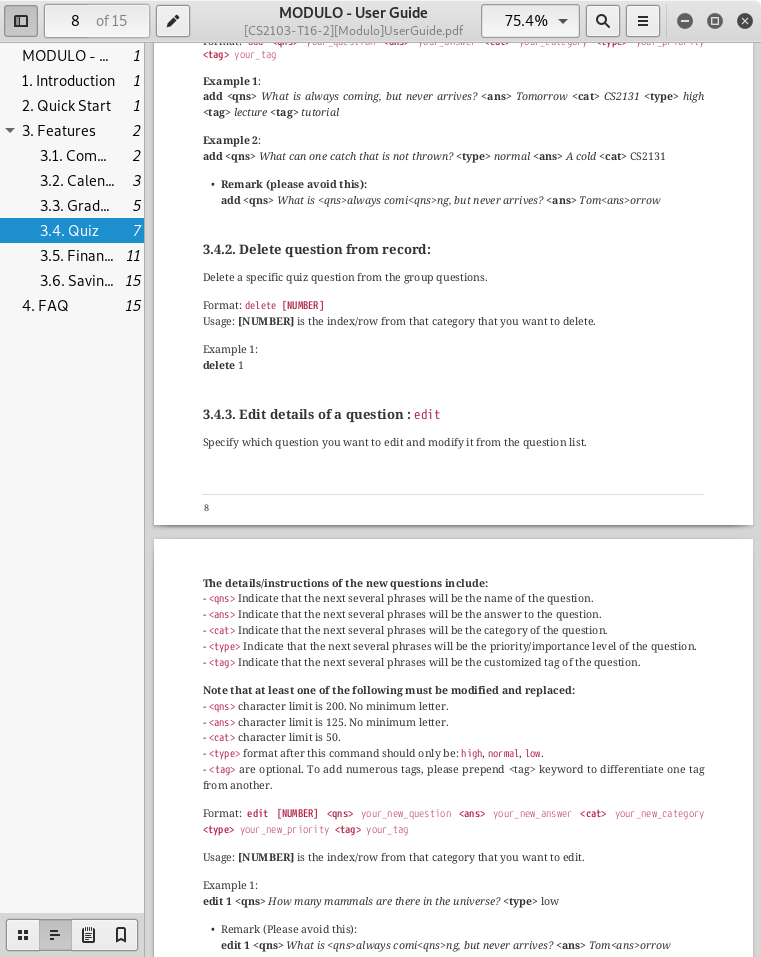 8 of 15
MODULO - User Guide
[CS2103-T16-2][Modulo]UserGuide.pdf
75.4%
MODULO - ... 1
1. Introduction 1
2. Quick Start 1
3. Features 2
3.1. Com... 2
3.2. Calen... 3
3.3. Grad... 5
3.4. Quiz 7
3.5. Finan... 11
3.6. Savin... 15
4. FAQ 15
Format: add <qns> your_question <ans> your_answer <cat> your_category <type> your_priority
<tag> your_tag
Example 1:
add <qns> What is always coming, but never arrives? <ans> Tomorrow <cat> CS2131 <type> high
<tag> lecture <tag> tutorial
Example 2:
add <qns> What can one catch that is not thrown? <type> normal <ans> A cold <cat> CS2131
• Remark (please avoid this):
add <qns> What is <qns>always comi<qns>ng, but never arrives? <ans> Tom<ans>orrow
3.4.2. Delete question from record:
Delete a specific quiz question from the group questions.
Format: delete [NUMBER]
Usage: [NUMBER] is the index/row from that category that you want to delete.
Example 1:
delete 1
3.4.3. Edit details of a question : edit
Specify which question you want to edit and modify it from the question list.
8
The details/instructions of the new questions include:
- <qns> Indicate that the next several phrases will be the name of the question.
- <ans> Indicate that the next several phrases will be the answer to the question.
- <cat> Indicate that the next several phrases will be the category of the question.
- <type> Indicate that the next several phrases will be the priority/importance level of the question.
- <tag> Indicate that the next several phrases will be the customized tag of the question.
Note that at least one of the following must be modified and replaced:
- <qns> character limit is 200. No minimum letter.
- <ans> character limit is 125. No minimum letter.
- <cat> character limit is 50.
- <type> format after this command should only be: high, normal, low.
- <tag> are optional. To add numerous tags, please prepend <tag> keyword to differentiate one tag
from another.
Format: edit [NUMBER] <qns> your_new_question <ans> your_new_answer <cat> your_new_category
<type> your_new_priority <tag> your_tag
Usage: [NUMBER] is the index/row from that category that you want to edit.
Example 1:
edit 1 <qns> How many mammals are there in the universe? <type> low
• Remark (Please avoid this):
edit 1 <qns> What is <qns>always comi<qns>ng, but never arrives? <ans> Tom<ans>orrow